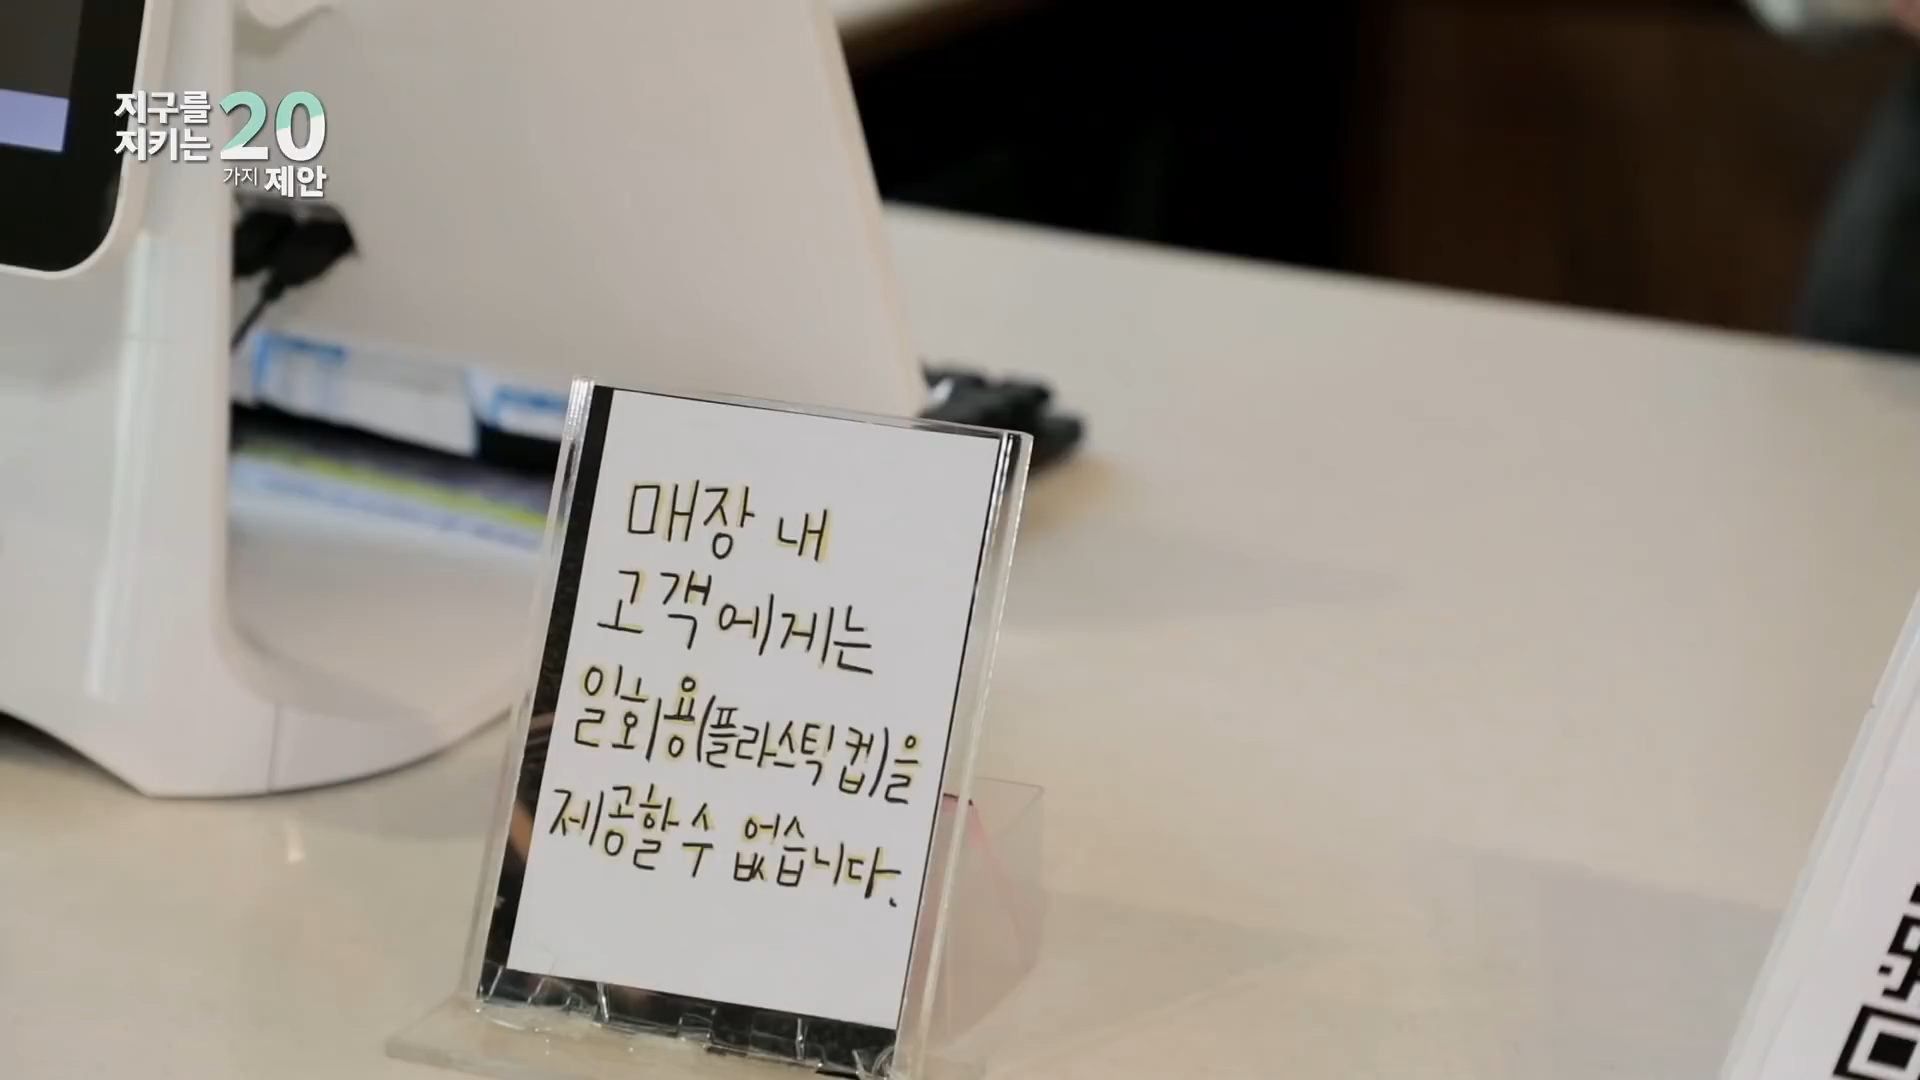 지구를
지키는 20
가지 제안
매장 내
고객에게는
일회용(플라스틱 컵)을
제공할 수 없습니다.